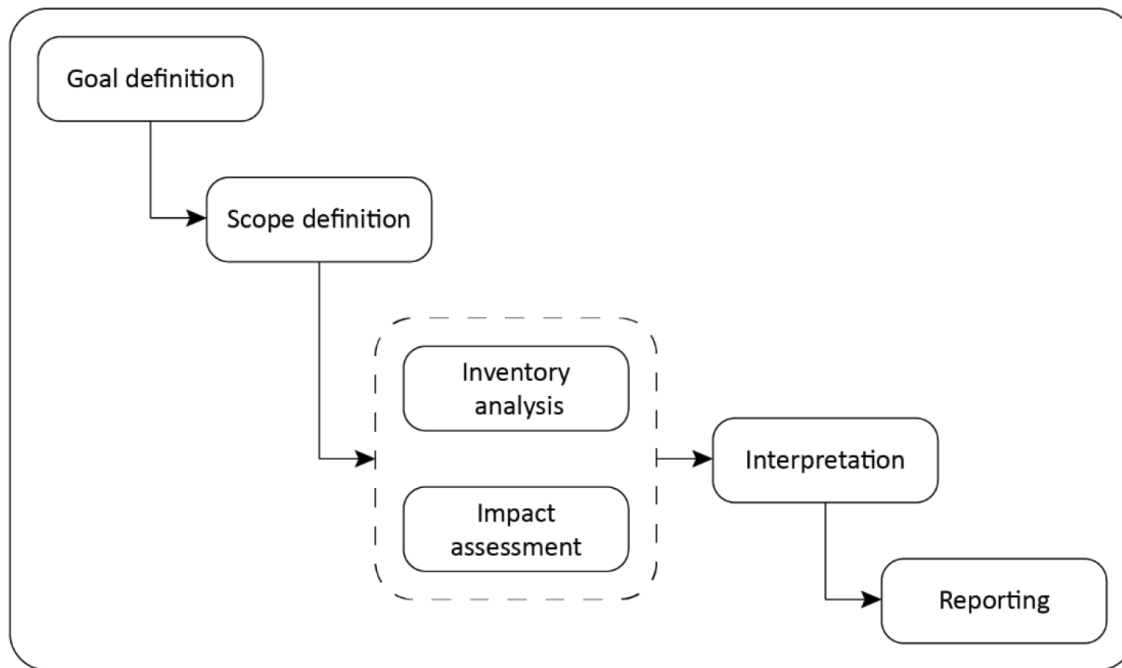 Goal definition
Scope definition
Inventory
analysis
Impact
assessment
Interpretation
Reporting